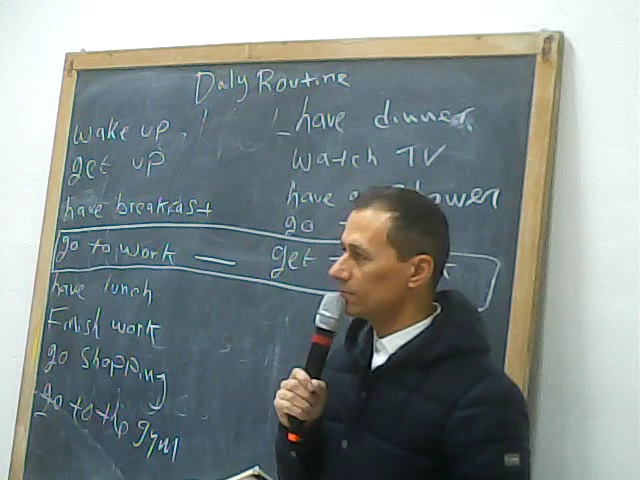 Daly Routine
wake up
get up
have breakfast
go to work — get
have lunch
Finish work
go shopping
go to the gym
have dinner
watch TV
have a shower
go